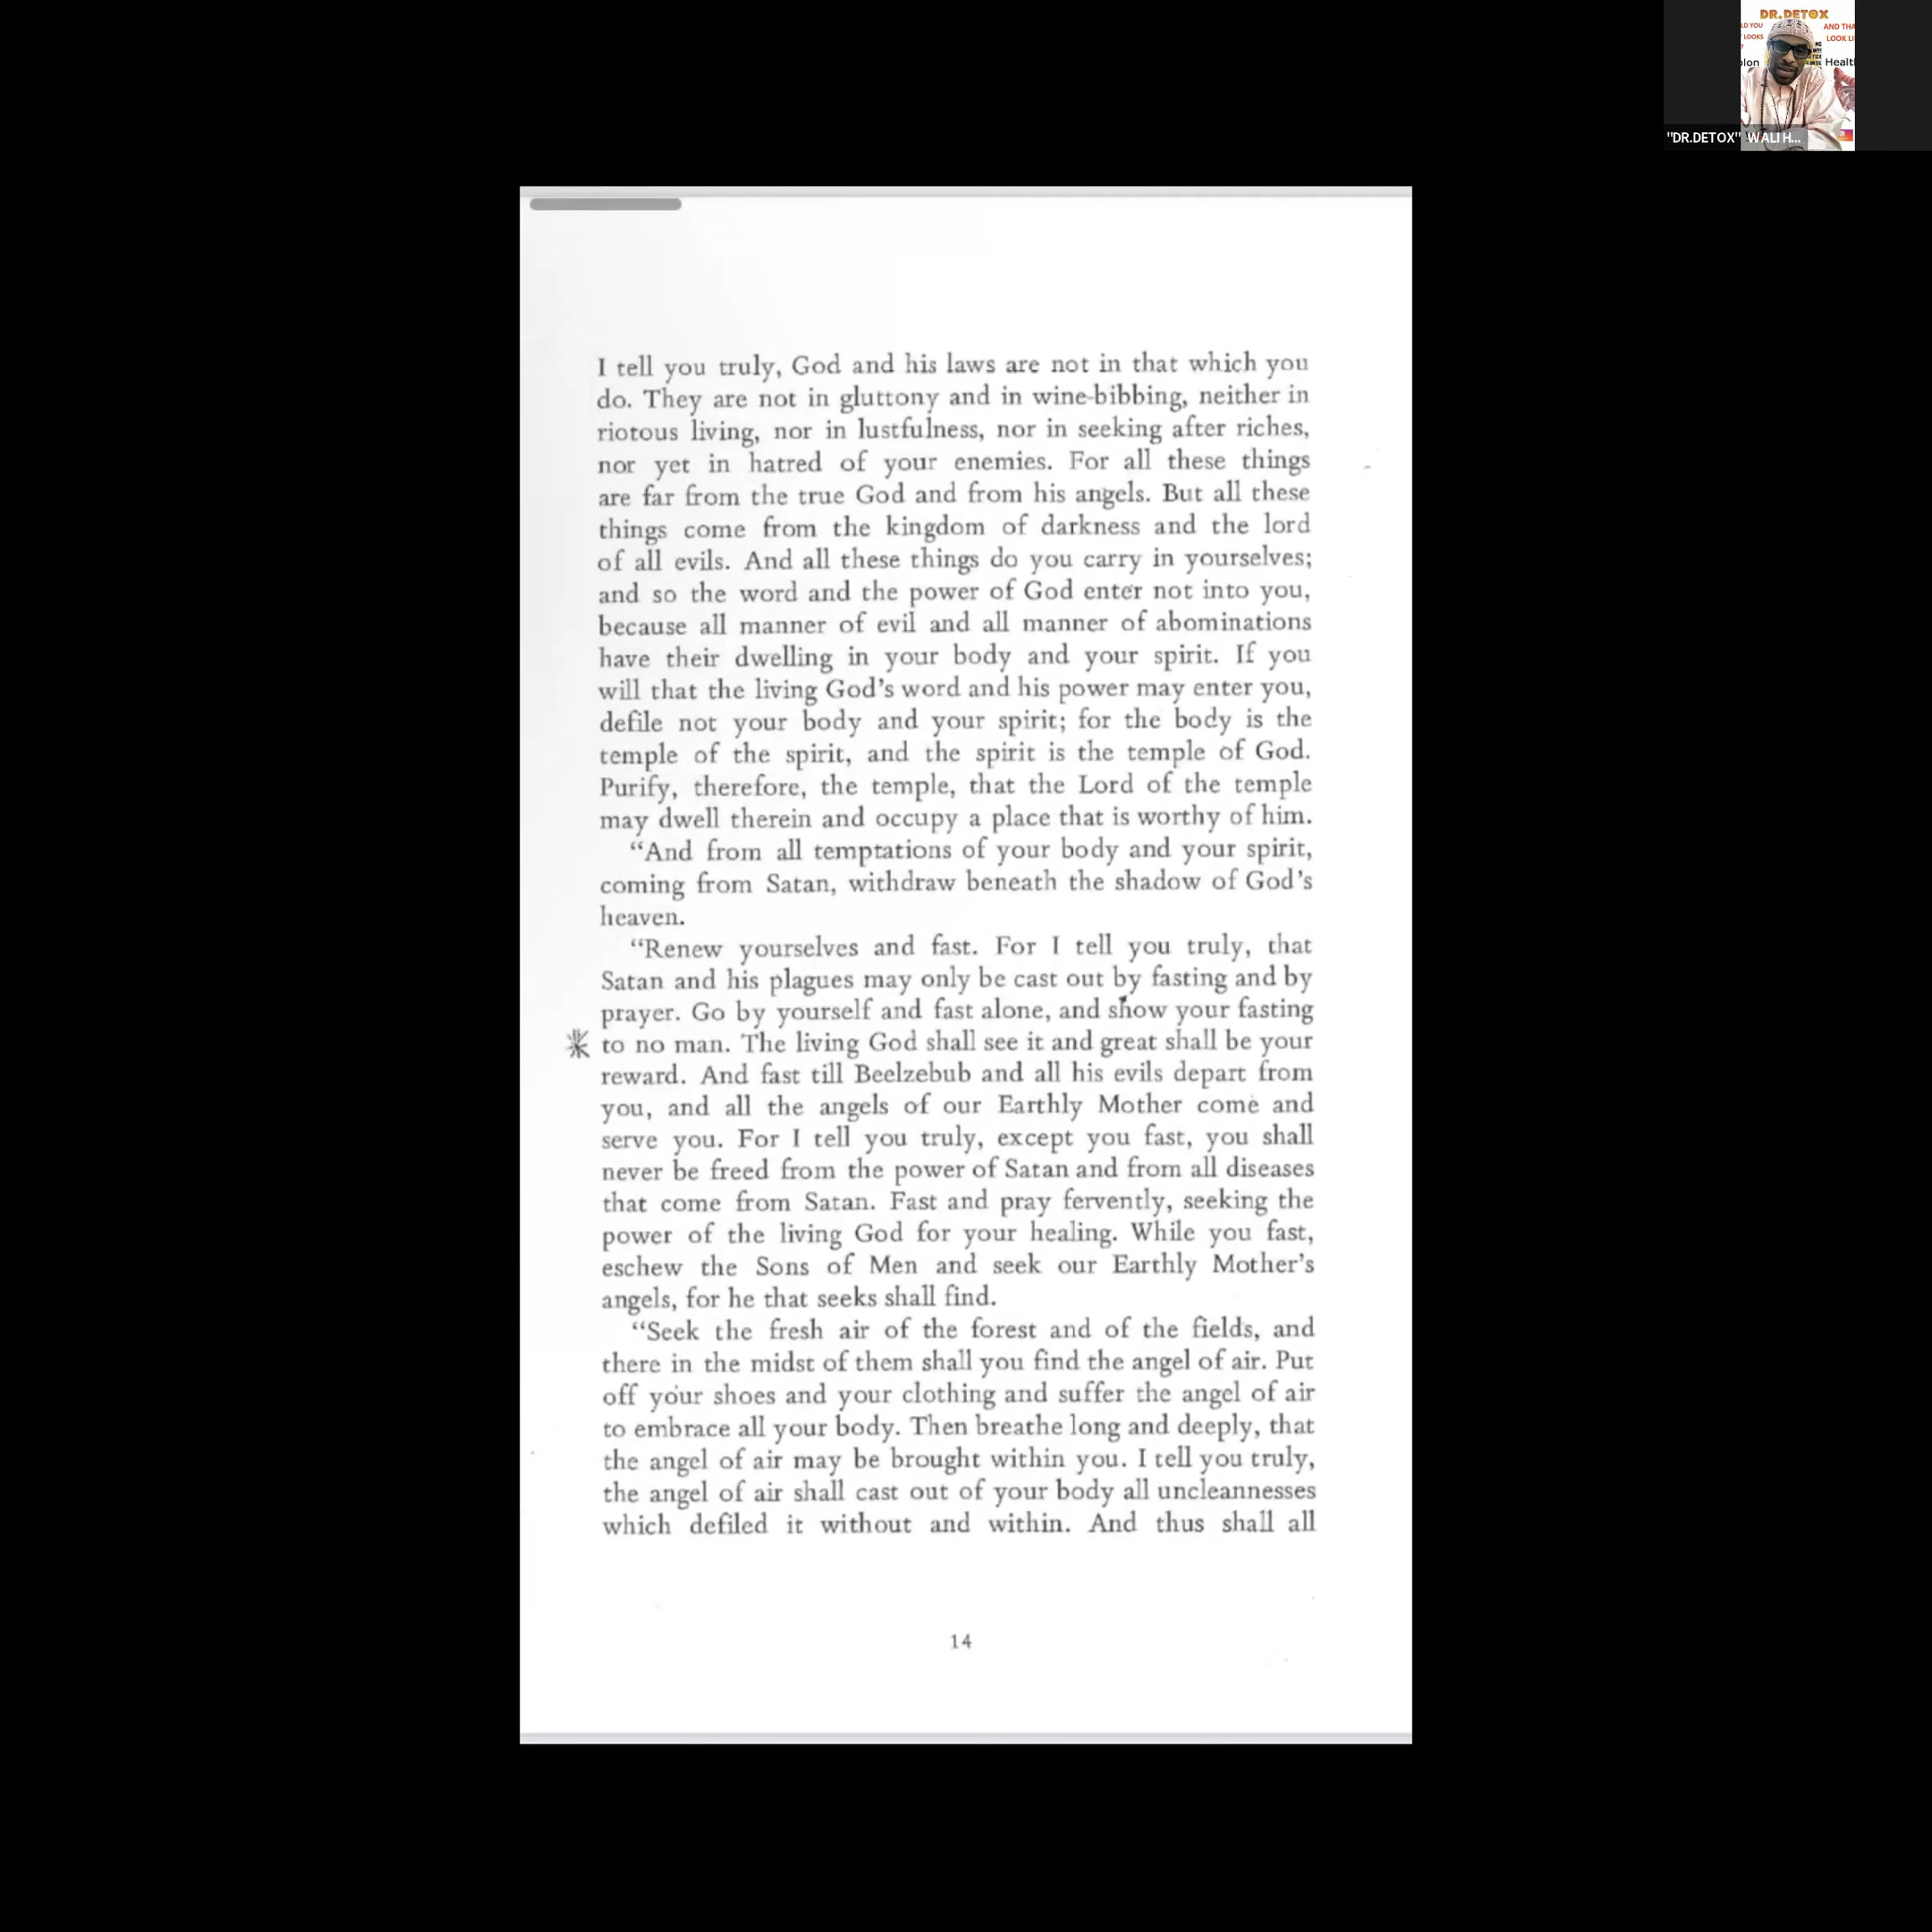 DR.DETOX
LD YOU
AND THA
LOOKS
LOOK LI
?
olon
Healt
"DR.DETOX" WALI H...
I tell you truly, God and his laws are not in that which you
do. They are not in gluttony and in wine-bibbing, neither in
riotous living, nor in lustfulness, nor in seeking after riches,
nor yet in hatred of your enemies. For all these things
are far from the true God and from his angels. But all these
things come from the kingdom of darkness and the lord
of all evils. And all these things do you carry in yourselves;
and so the word and the power of God enter not into you,
because all manner of evil and all manner of abominations
have their dwelling in your body and your spirit. If you
will that the living God's word and his power may enter you,
defile not your body and your spirit; for the body is the
temple of the spirit, and the spirit is the temple of God.
Purify, therefore, the temple, that the Lord of the temple
may dwell therein and occupy a place that is worthy of him.
“And from all temptations of your body and your spirit,
coming from Satan, withdraw beneath the shadow of God's
heaven.
“Renew yourselves and fast. For I tell you truly, that
Satan and his plagues may only be cast out by fasting and by
prayer. Go by yourself and fast alone, and show your fasting
to no man. The living God shall see it and great shall be your
reward. And fast till Beelzebub and all his evils depart from
you, and all the angels of our Earthly Mother come and
serve you. For I tell you truly, except you fast, you shall
never be freed from the power of Satan and from all diseases
that come from Satan. Fast and pray fervently, seeking the
power of the living God for your healing. While you fast,
eschew the Sons of Men and seek our Earthly Mother's
angels, for he that seeks shall find.
“Seek the fresh air of the forest and of the fields, and
there in the midst of them shall you find the angel of air. Put
off your shoes and your clothing and suffer the angel of air
to embrace all your body. Then breathe long and deeply, that
the angel of air may be brought within you. I tell you truly,
the angel of air shall cast out of your body all uncleannesses
which defiled it without and within. And thus shall all
14